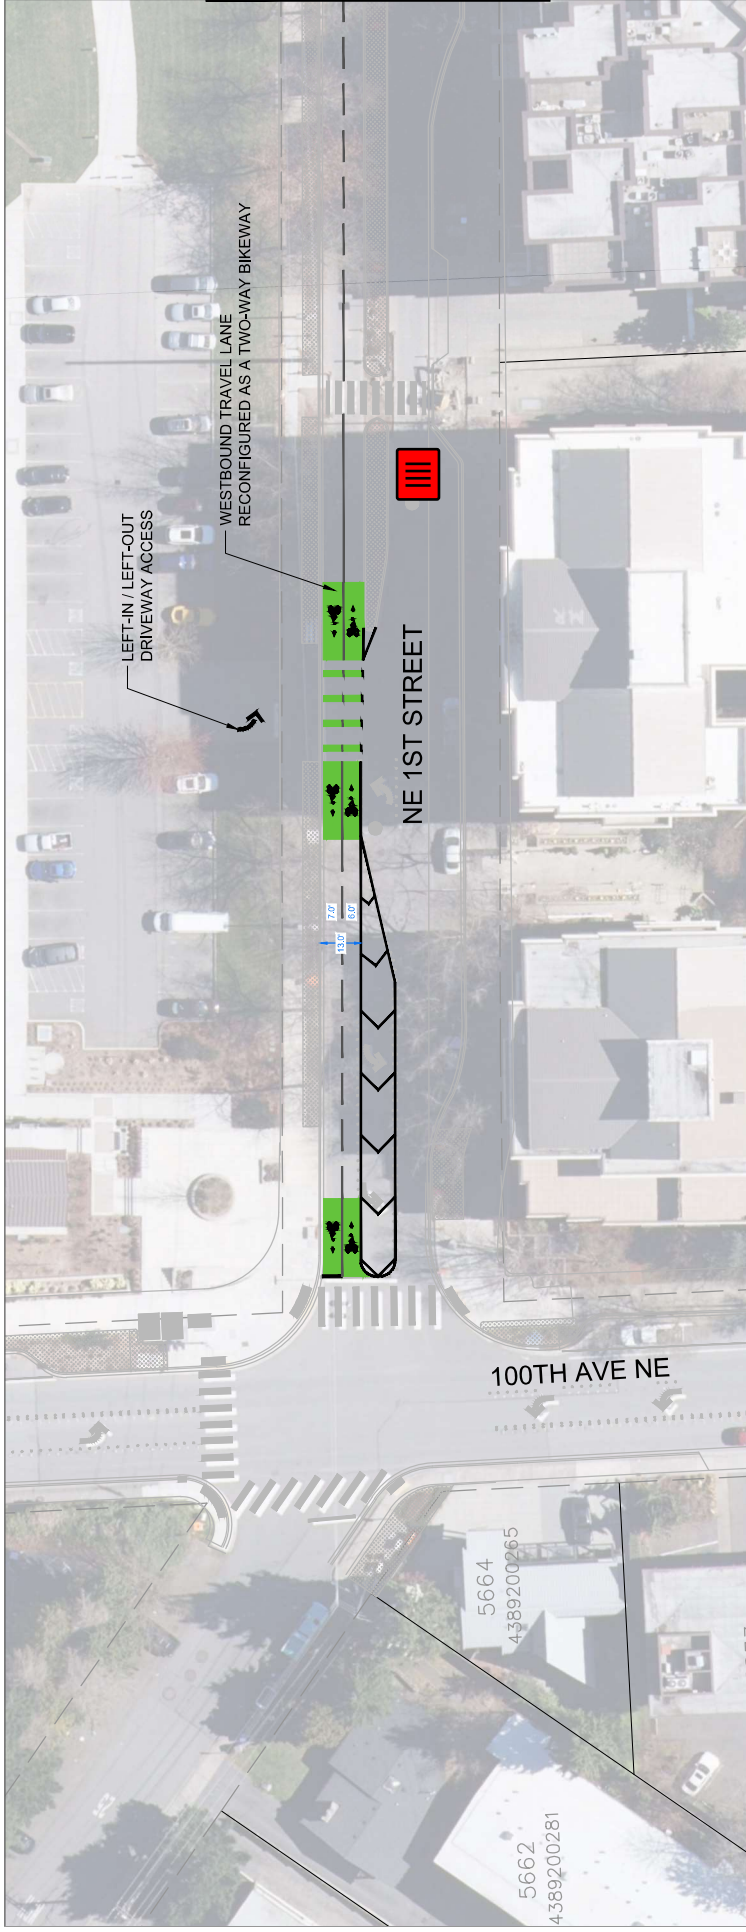 WESTBOUND TRAVEL LANE
RECONFIGURED AS A TWO-WAY BIKEWAY
LEFT-IN / LEFT-OUT
DRIVEWAY ACCESS
NE 1ST STREET
7.0'
6.0'
13.0'
100TH AVE NE
5664
4389200265
5662
4389200281